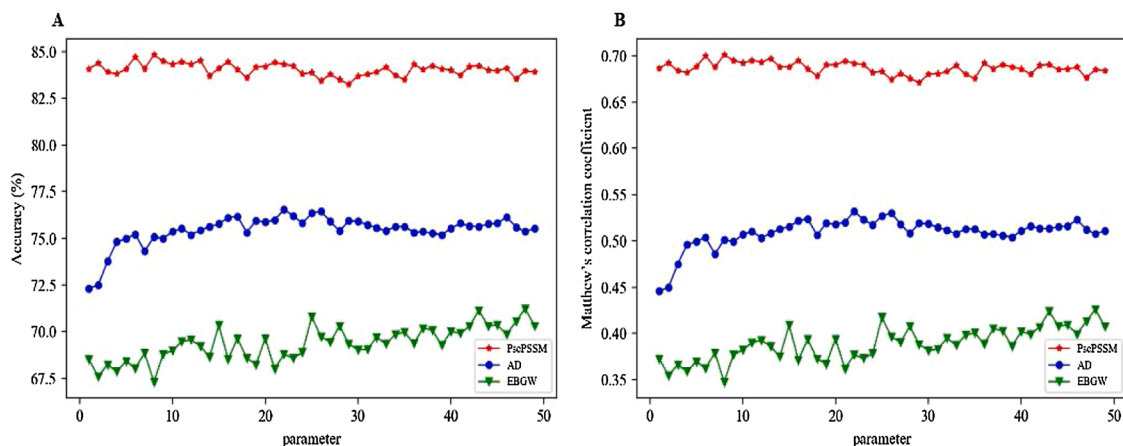 A
Accuracy (%)
85.0
82.5
80.0
77.5
75.0
72.5
70.0
67.5
0
10
20
30
40
50
parameter
PsePSSM
AD
EBGW
B
Matthew's correlation coefficient
0.70
0.65
0.60
0.55
0.50
0.45
0.40
0.35
0
10
20
30
40
50
parameter
PsePSSM
AD
EBGW